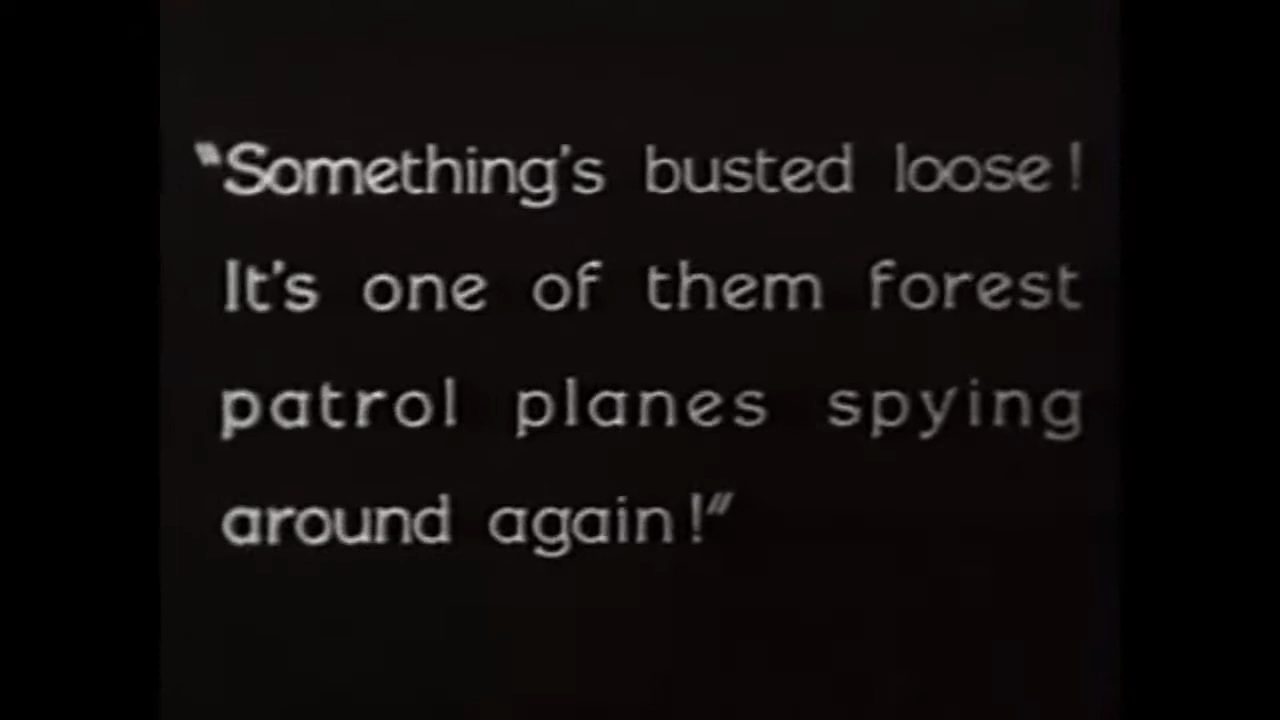 "Something's busted loose!
It's one of them forest
patrol planes spying
around again!"